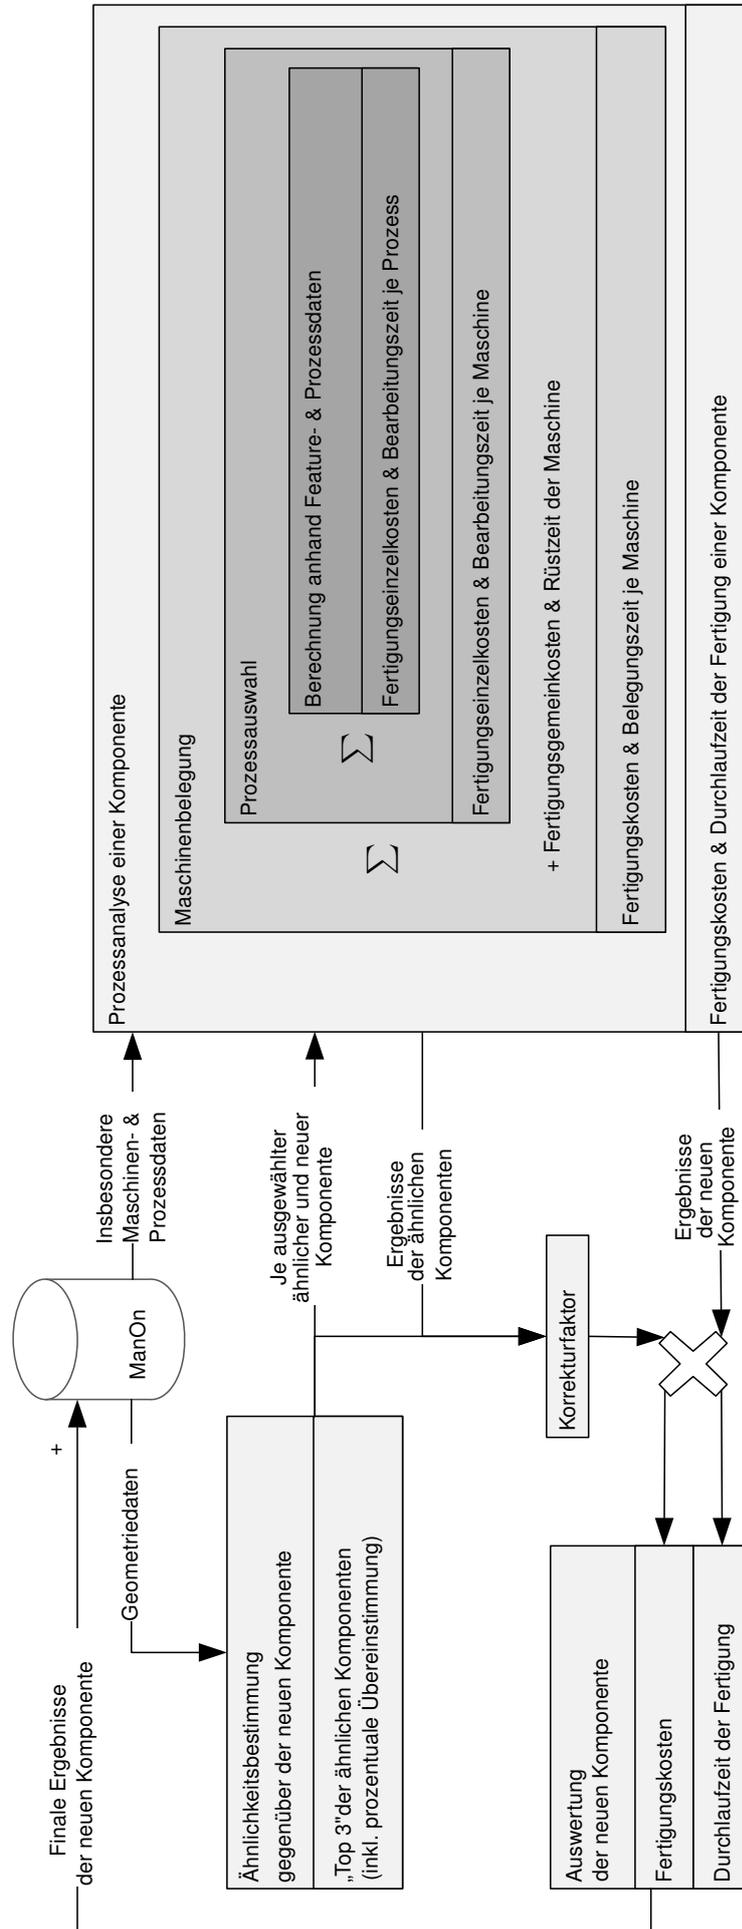 Finale Ergebnisse
der neuen Komponente
+
Geometriedaten
ManOn
Insbesondere
Maschinen- &
Prozessdaten
Ähnlichkeitsbestimmung
gegenüber der neuen Komponente
„Top 3"der ähnlichen Komponenten
(inkl. prozentuale Übereinstimmung)
Je ausgewählter
ähnlicher und neuer
Komponente
Ergebnisse
der ähnlichen
Komponenten
Korrekturfaktor
Ergebnisse
der neuen
Komponente
Auswertung
der neuen Komponente
Fertigungskosten
Durchlaufzeit der Fertigung
Prozessanalyse einer Komponente
Maschinenbelegung
Prozessauswahl
Berechnung anhand Feature- & Prozessdaten
Fertigungseinzelkosten & Bearbeitungszeit je Prozess
∑
Fertigungseinzelkosten & Bearbeitungszeit je Maschine
∑
+ Fertigungsgemeinkosten & Rüstzeit der Maschine
Fertigungskosten & Belegungszeit je Maschine
Fertigungskosten & Durchlaufzeit der Fertigung einer Komponente